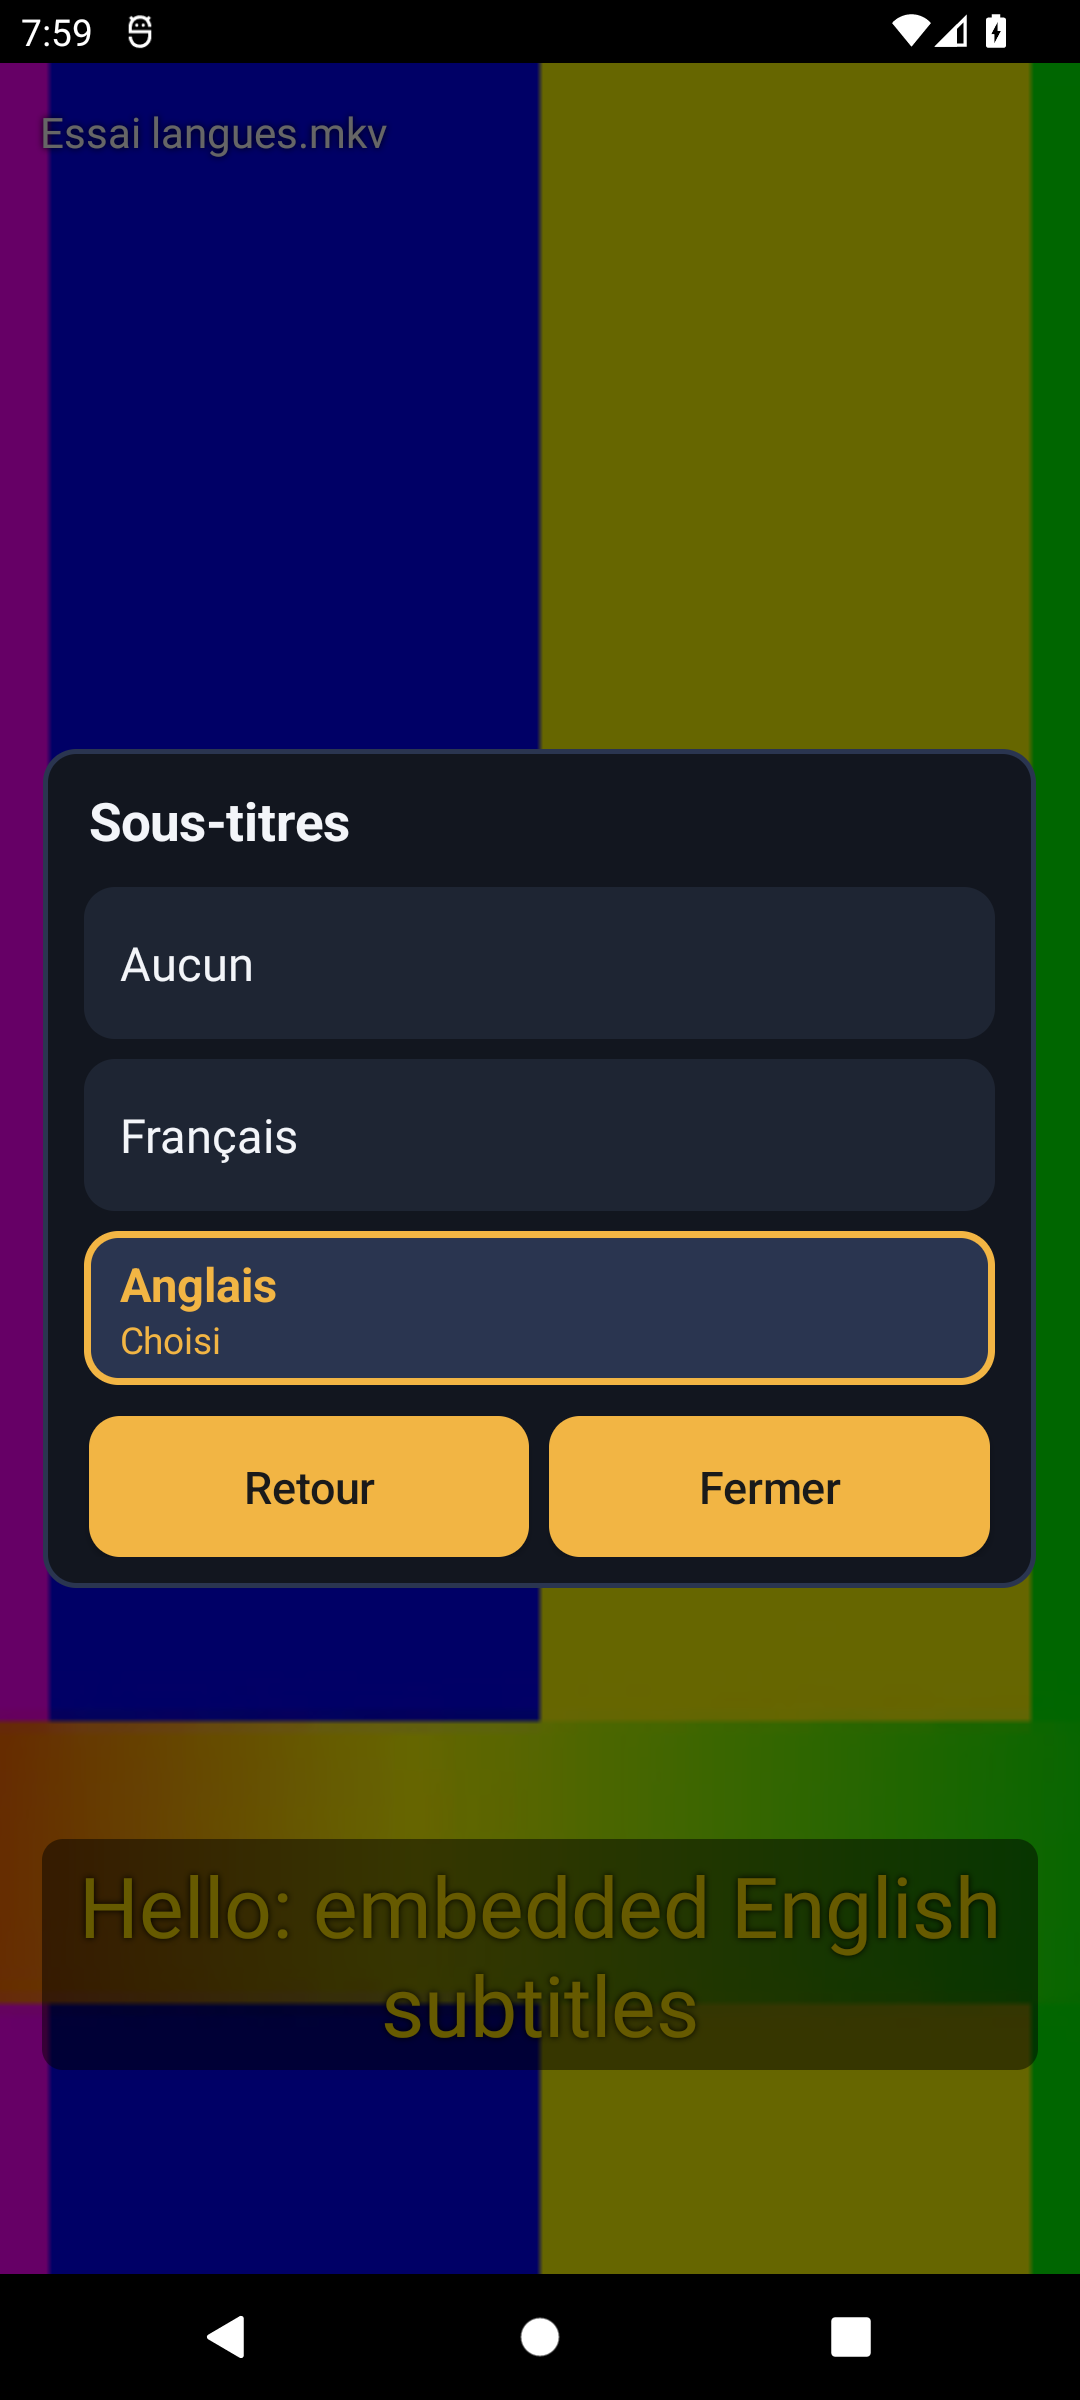 7:59
Essai langues.mkv
Sous-titres
Aucun
Français
Anglais
Choisi
Retour
Fermer
Hello: embedded English
subtitles